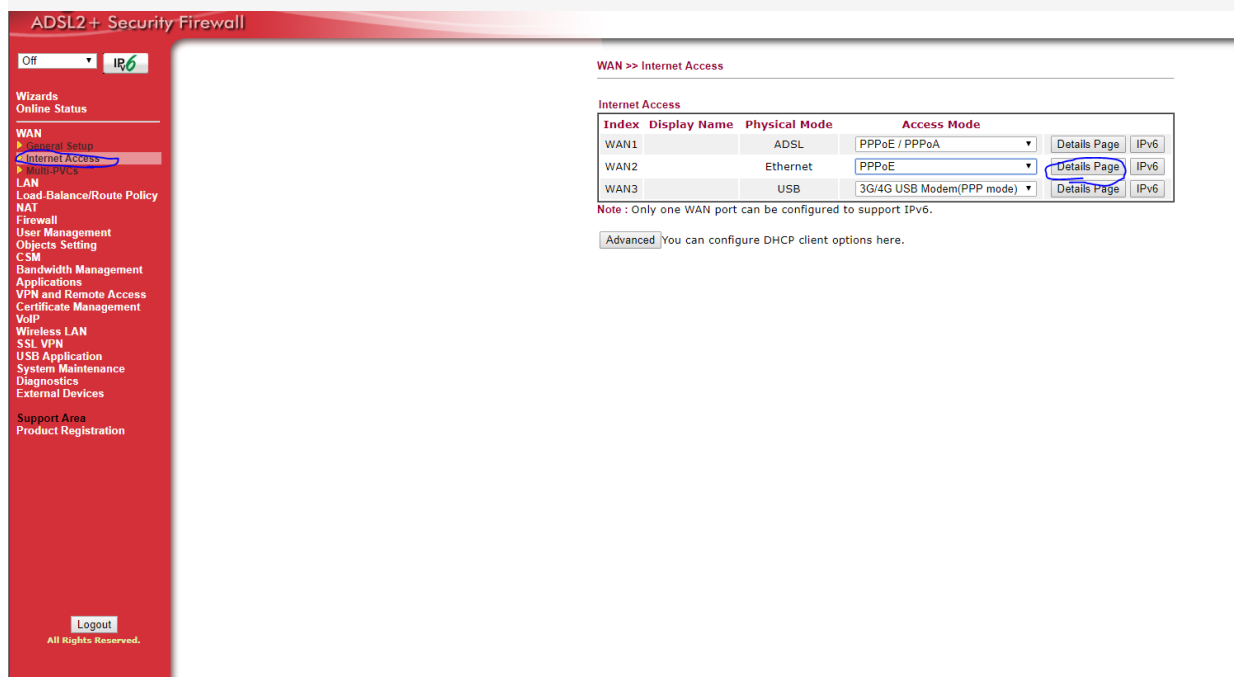 ADSL2+ Security Firewall
Off IPv6
Wizards
Online Status
WAN
General Setup
Internet Access
Multi-PVCs
LAN
Load-Balance/Route Policy
NAT
Firewall
User Management
Objects Setting
CSM
Bandwidth Management
Applications
VPN and Remote Access
Certificate Management
VoIP
Wireless LAN
SSL VPN
USB Application
System Maintenance
Diagnostics
External Devices
Support Area
Product Registration
Logout
All Rights Reserved.
WAN >> Internet Access
Internet Access
Index Display Name Physical Mode Access Mode
WAN1 ADSL PPPoE / PPPoA Details Page IPv6
WAN2 Ethernet PPPoE Details Page IPv6
WAN3 USB 3G/4G USB Modem(PPP mode) Details Page IPv6
Note : Only one WAN port can be configured to support IPv6.
Advanced You can configure DHCP client options here.